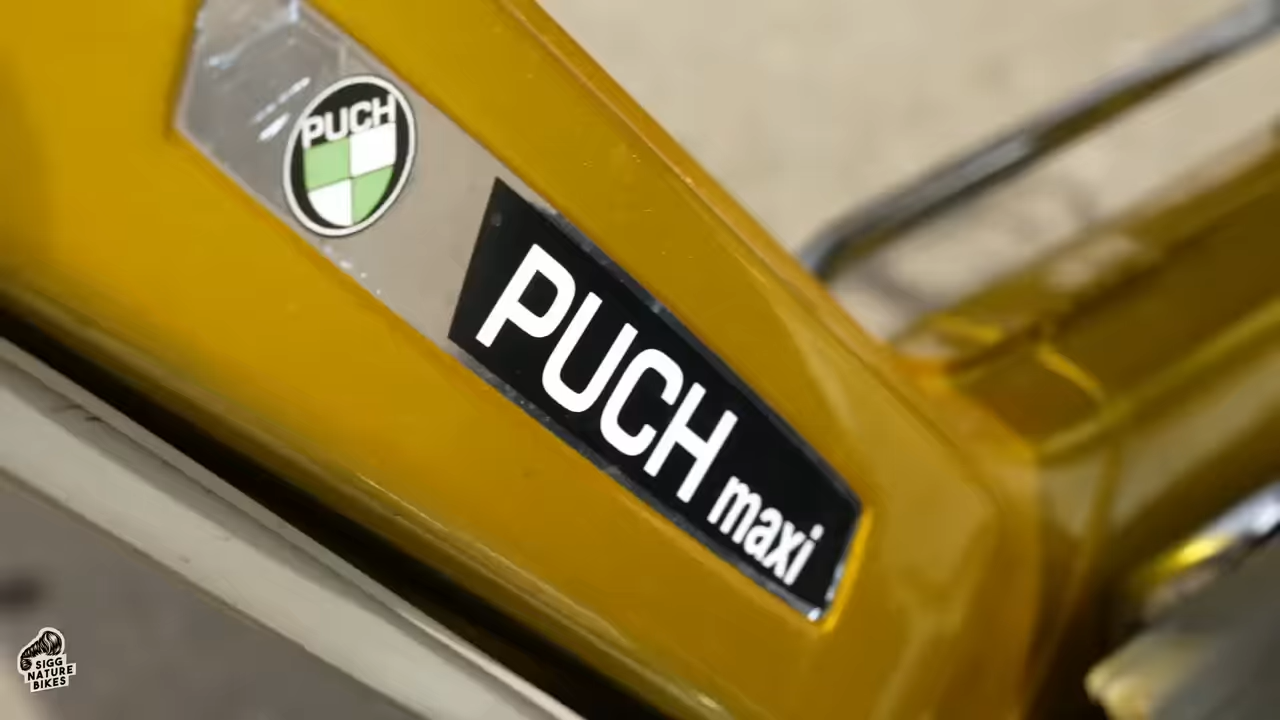 PUCH
PUCH maxi
SIGG
NATURE
BIKES